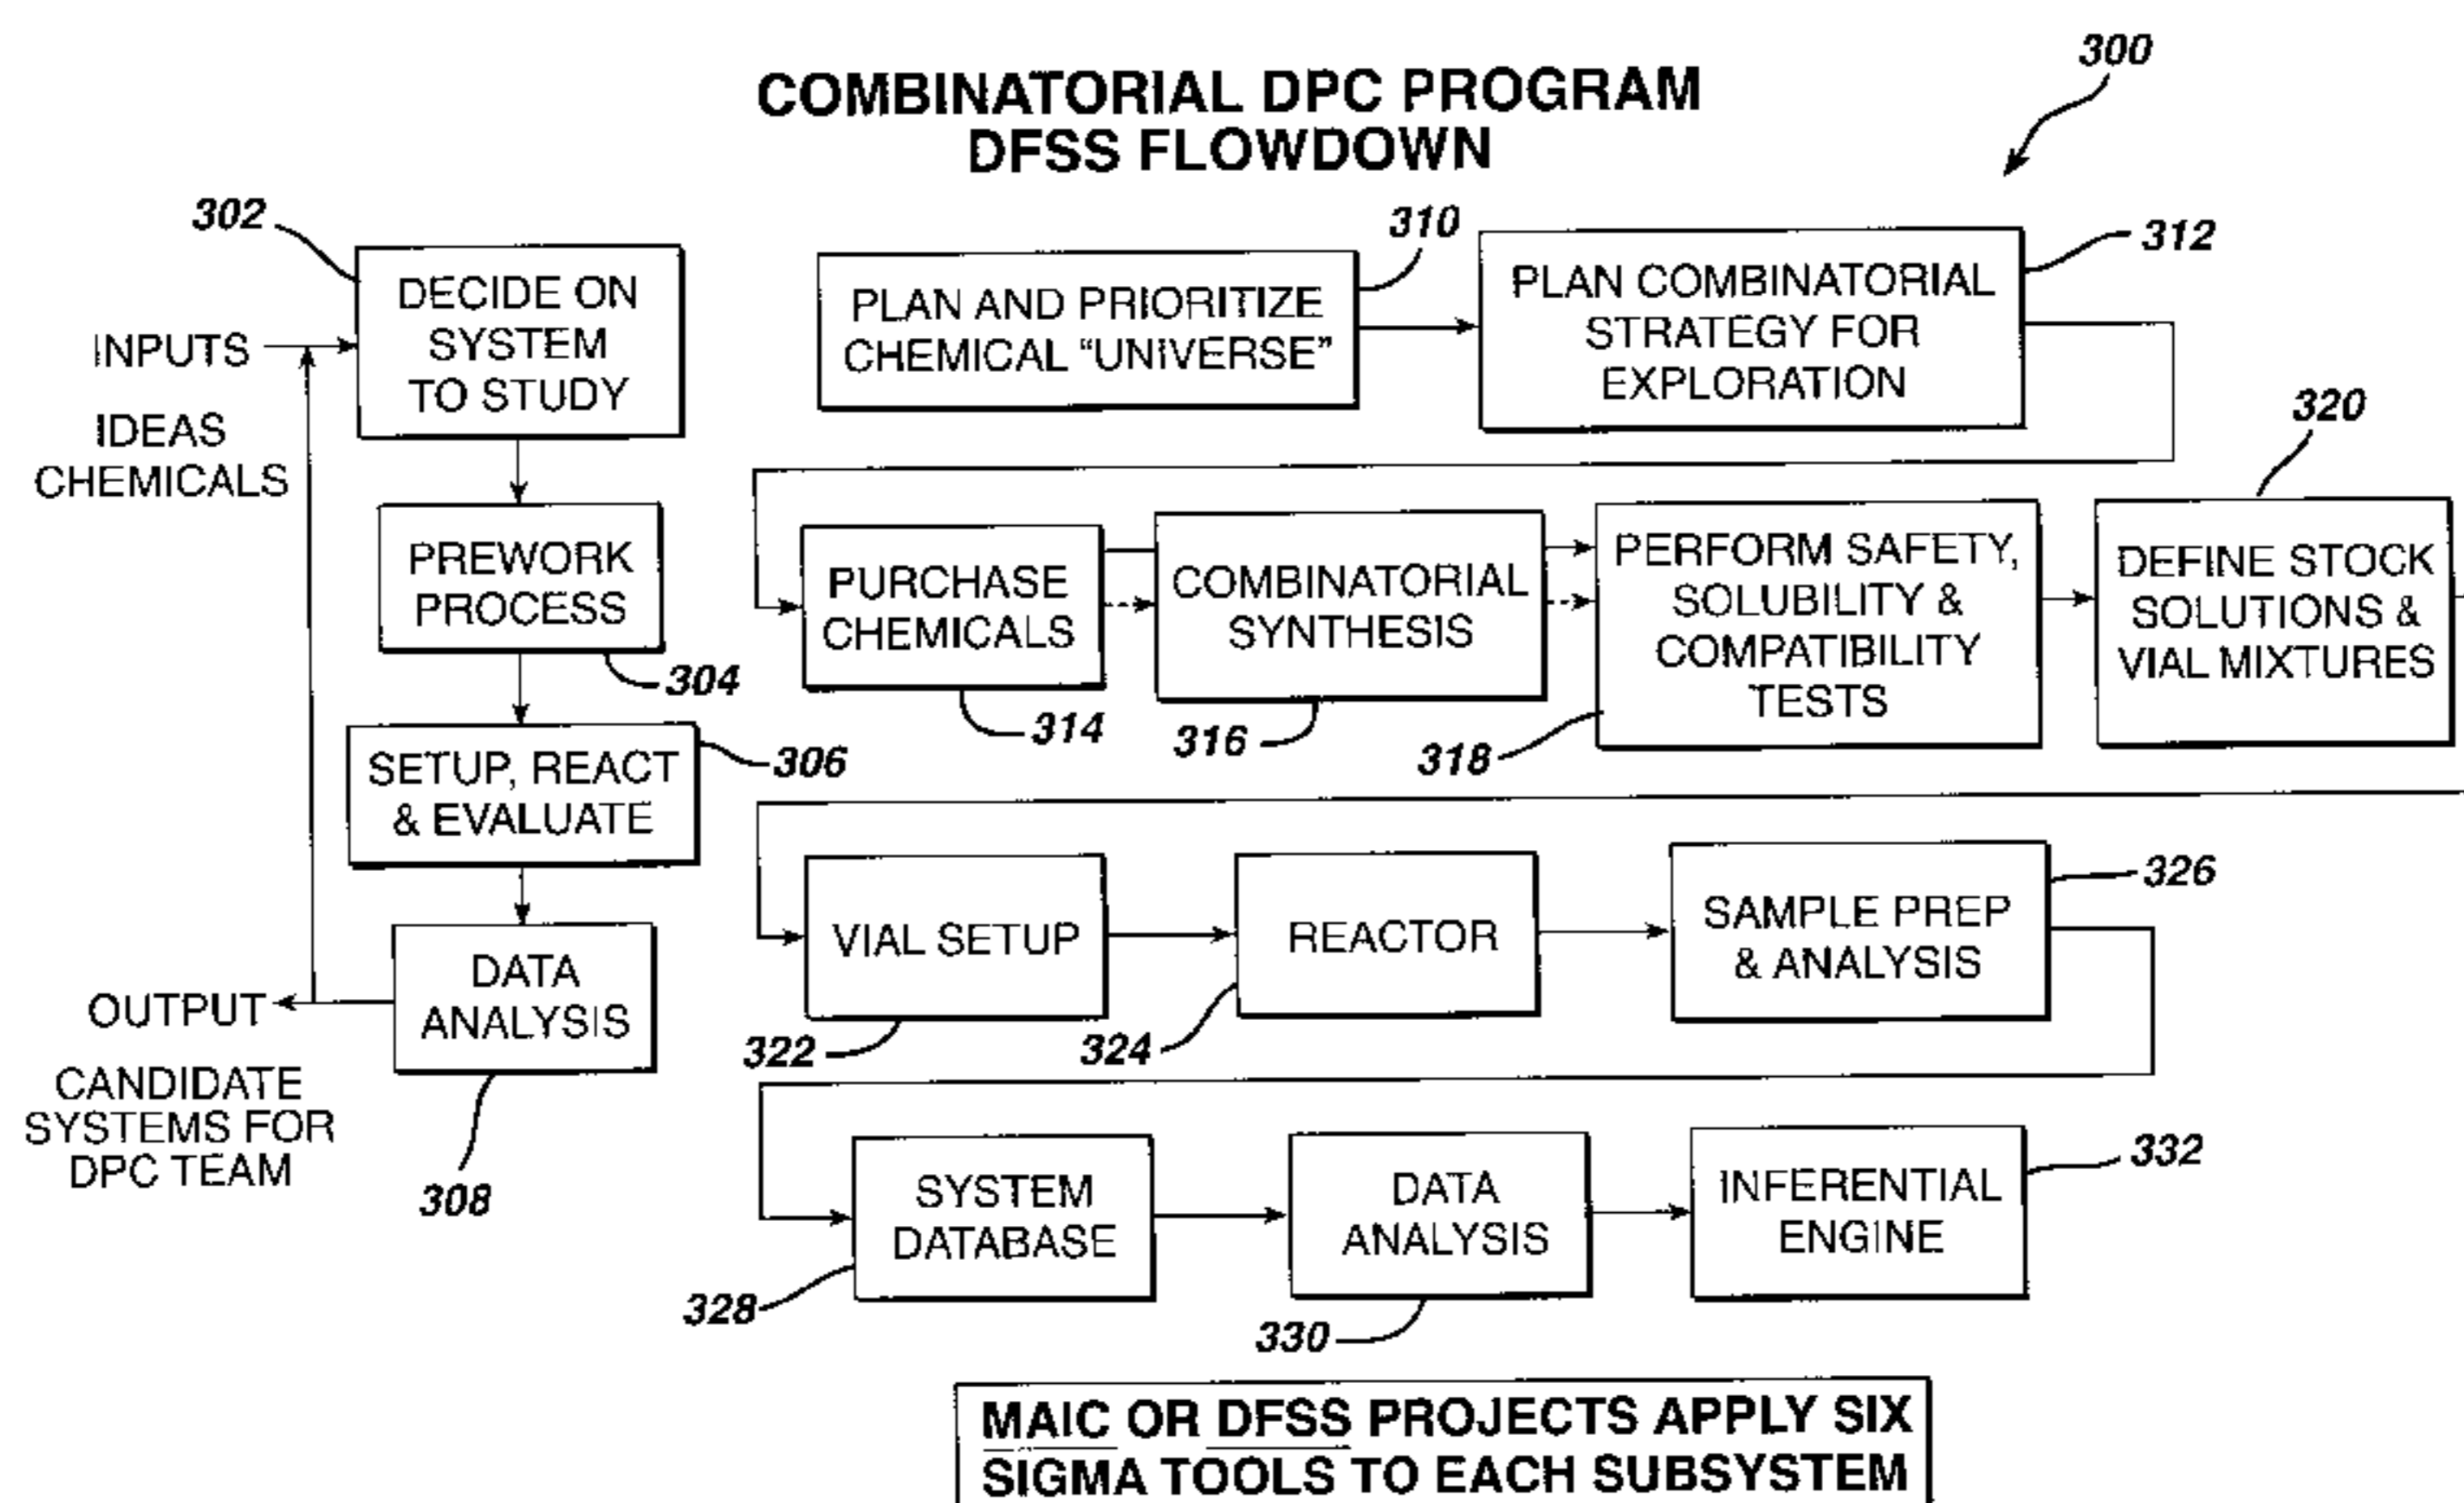 300
COMBINATORIAL DPC PROGRAM
DFSS FLOWDOWN
302
DECIDE ON
SYSTEM
TO STUDY
INPUTS
IDEAS
CHEMICALS
PREWORK
PROCESS
304
SETUP, REACT
& EVALUATE
306
DATA
ANALYSIS
308
OUTPUT
CANDIDATE
SYSTEMS FOR
DPC TEAM
310
PLAN AND PRIORITIZE
CHEMICAL “UNIVERSE”
312
PLAN COMBINATORIAL
STRATEGY FOR
EXPLORATION
PURCHASE
CHEMICALS
314
COMBINATORIAL
SYNTHESIS
316
PERFORM SAFETY,
SOLUBILITY &
COMPATIBILITY
TESTS
318
320
DEFINE STOCK
SOLUTIONS &
VIAL MIXTURES
VIAL SETUP
322
REACTOR
324
SAMPLE PREP
& ANALYSIS
326
SYSTEM
DATABASE
328
DATA
ANALYSIS
330
INFERENTIAL
ENGINE
332
MAIC OR DFSS PROJECTS APPLY SIX
SIGMA TOOLS TO EACH SUBSYSTEM